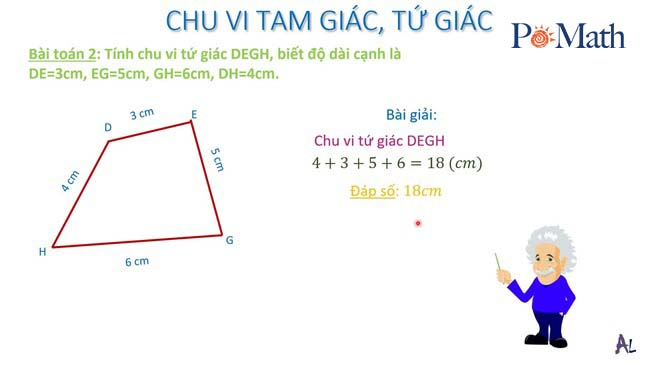 CHU VI TAM GIÁC, TỨ GIÁC
PoMath
Bài toán 2: Tính chu vi tứ giác DEGH, biết độ dài cạnh là
DE=3cm, EG=5cm, GH=6cm, DH=4cm.
3 cm
D
E
4 cm
5 cm
H
G
6 cm
Bài giải:
Chu vi tứ giác DEGH
4 + 3 + 5 + 6 = 18 (cm)
Đáp số: 18cm
AL